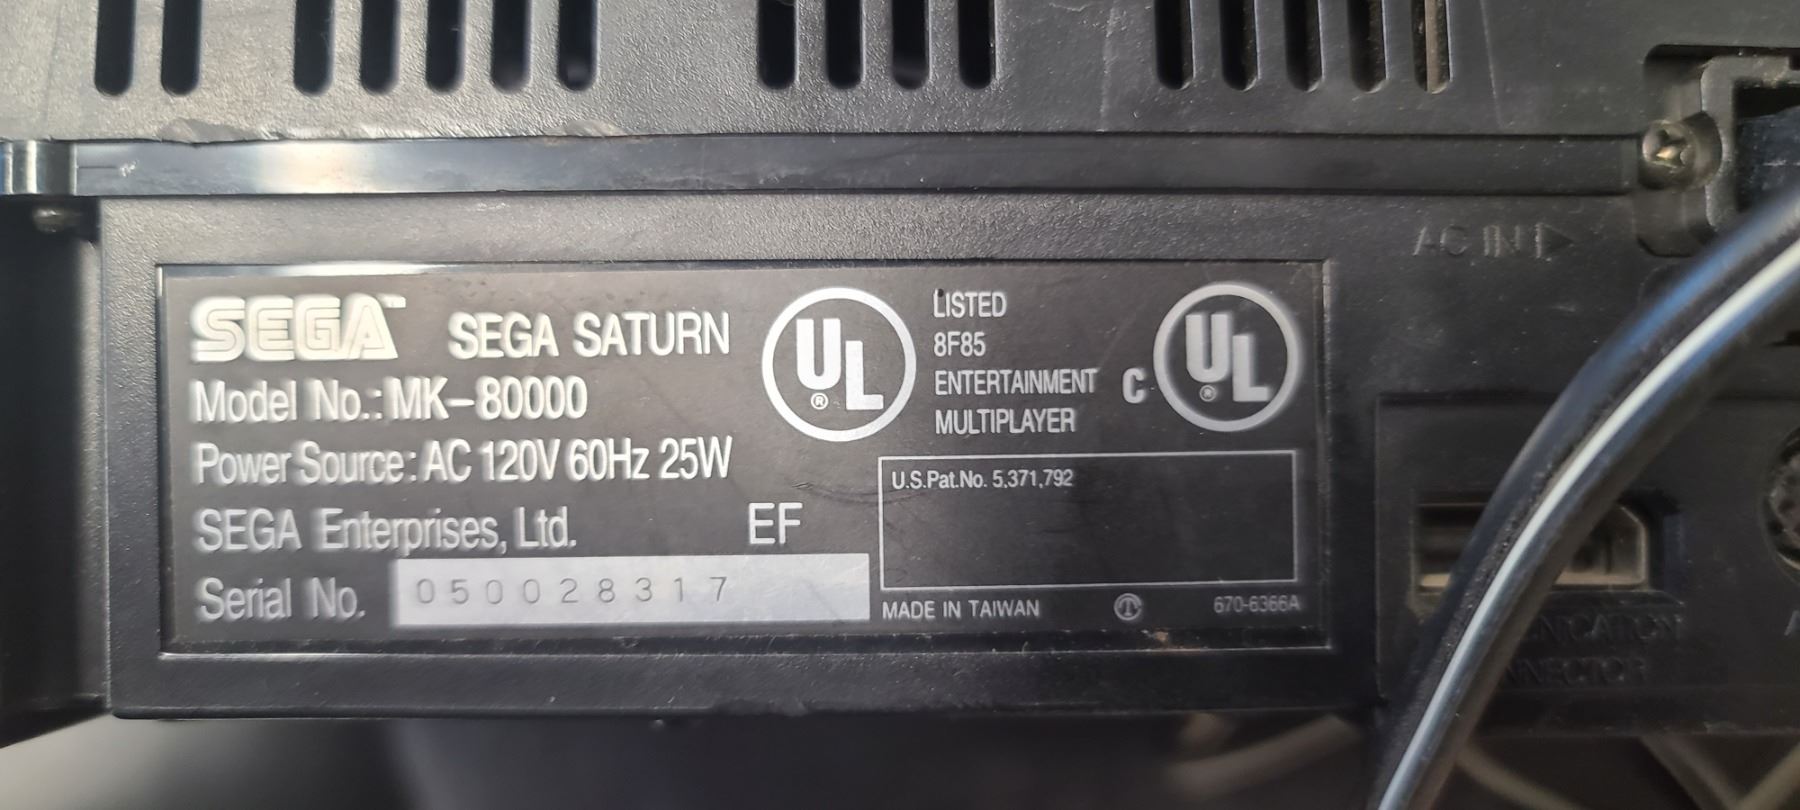 SEGA™ SEGA SATURN
Model No.: MK-80000
Power Source: AC 120V 60Hz 25W
SEGA Enterprises, Ltd. EF
Serial No. 050028317
UL ®
LISTED
8F85
ENTERTAINMENT
MULTIPLAYER
C UL ®
U.S.Pat.No. 5,371,792
MADE IN TAIWAN
670-6366A
AC IN